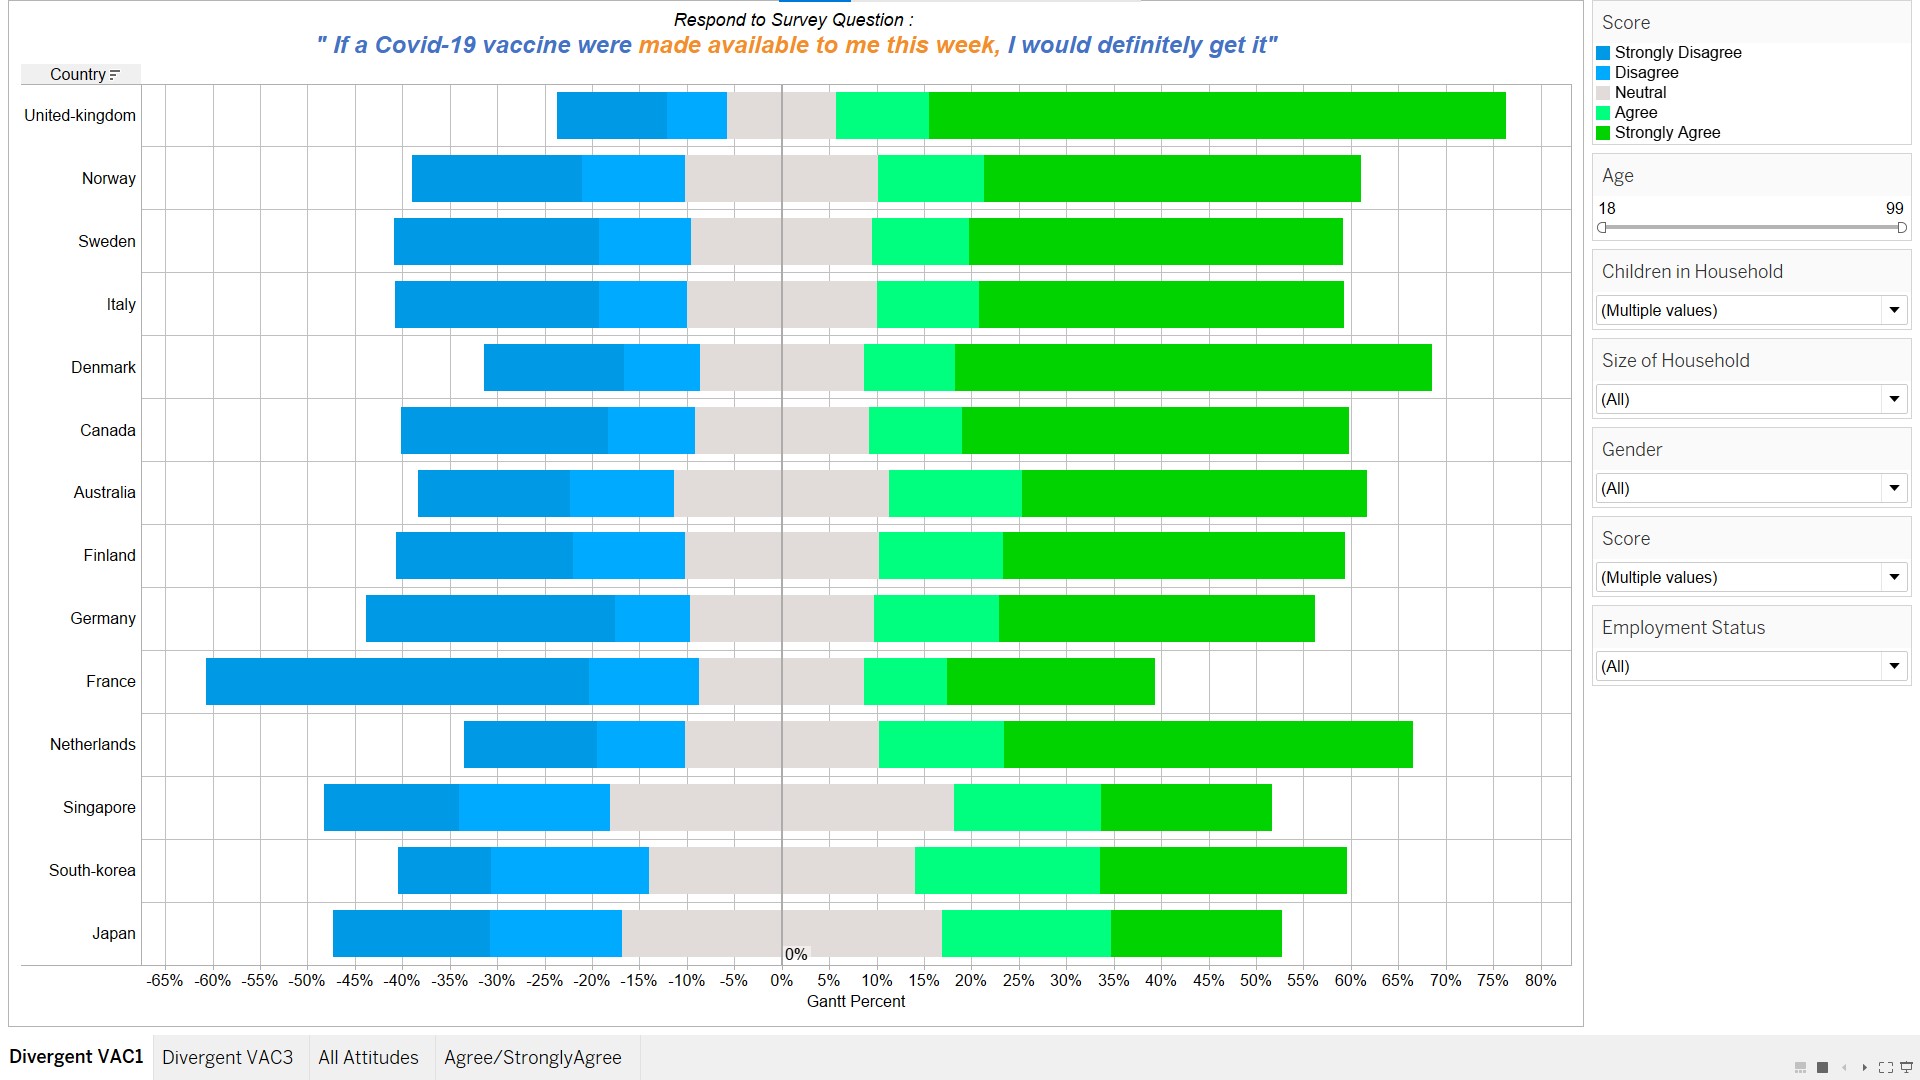 Respond to Survey Question :
" If a Covid-19 vaccine were made available to me this week, I would definitely get it"
Country
United-kingdom
Norway
Sweden
Italy
Denmark
Canada
Australia
Finland
Germany
France
Netherlands
Singapore
South-korea
Japan
0%
-65% -60% -55% -50% -45% -40% -35% -30% -25% -20% -15% -10% -5% 0% 5% 10% 15% 20% 25% 30% 35% 40% 45% 50% 55% 60% 65% 70% 75% 80%
Gantt Percent
Score
Strongly Disagree
Disagree
Neutral
Agree
Strongly Agree
Age
18 99
Children in Household
(Multiple values)
Size of Household
(All)
Gender
(All)
Score
(Multiple values)
Employment Status
(All)
Divergent VAC1 Divergent VAC3 All Attitudes Agree/StronglyAgree